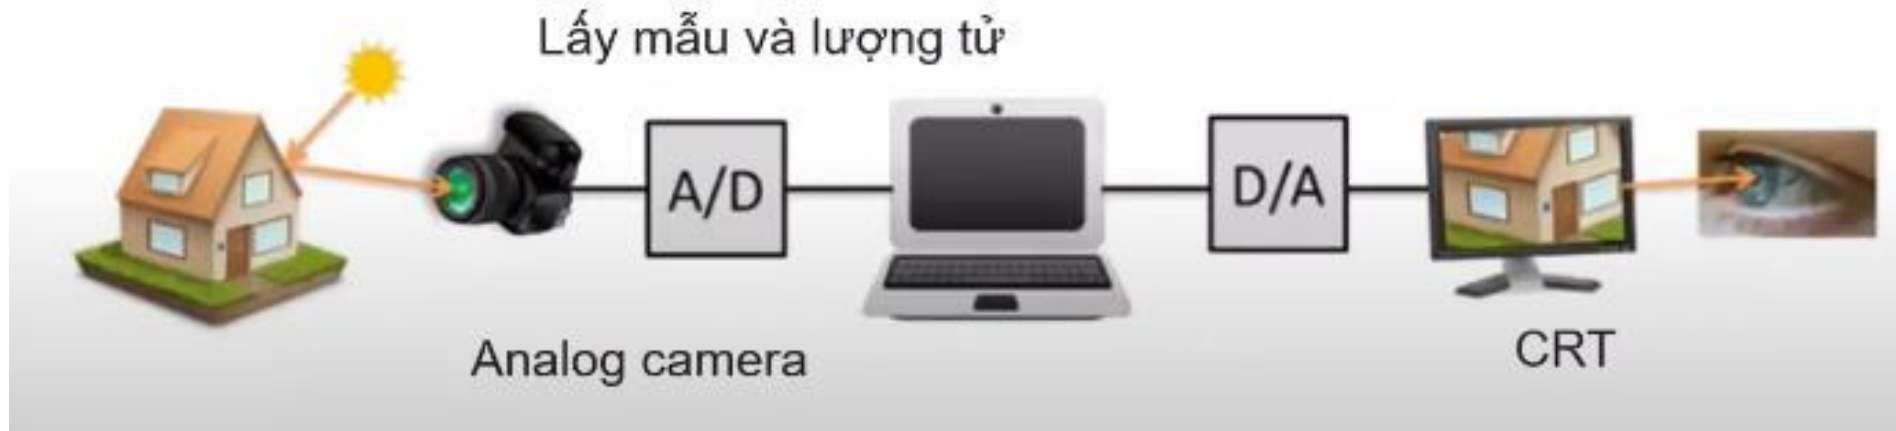 Lấy mẫu và lượng tử
A/D
D/A
Analog camera
CRT